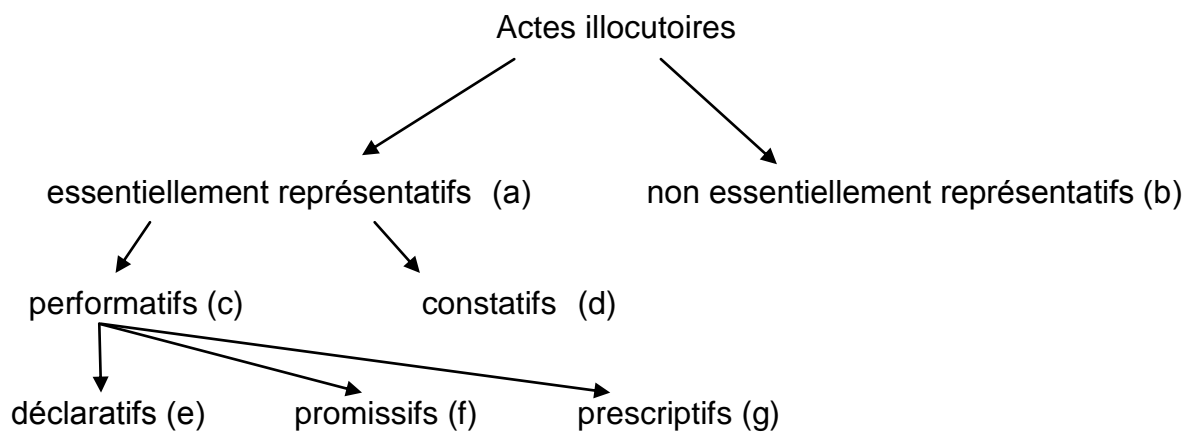 Actes illocutoires
essentiellement représentatifs (a) non essentiellement représentatifs (b)
performatifs (c) constatifs (d)
déclaratifs (e) promissifs (f) prescriptifs (g)